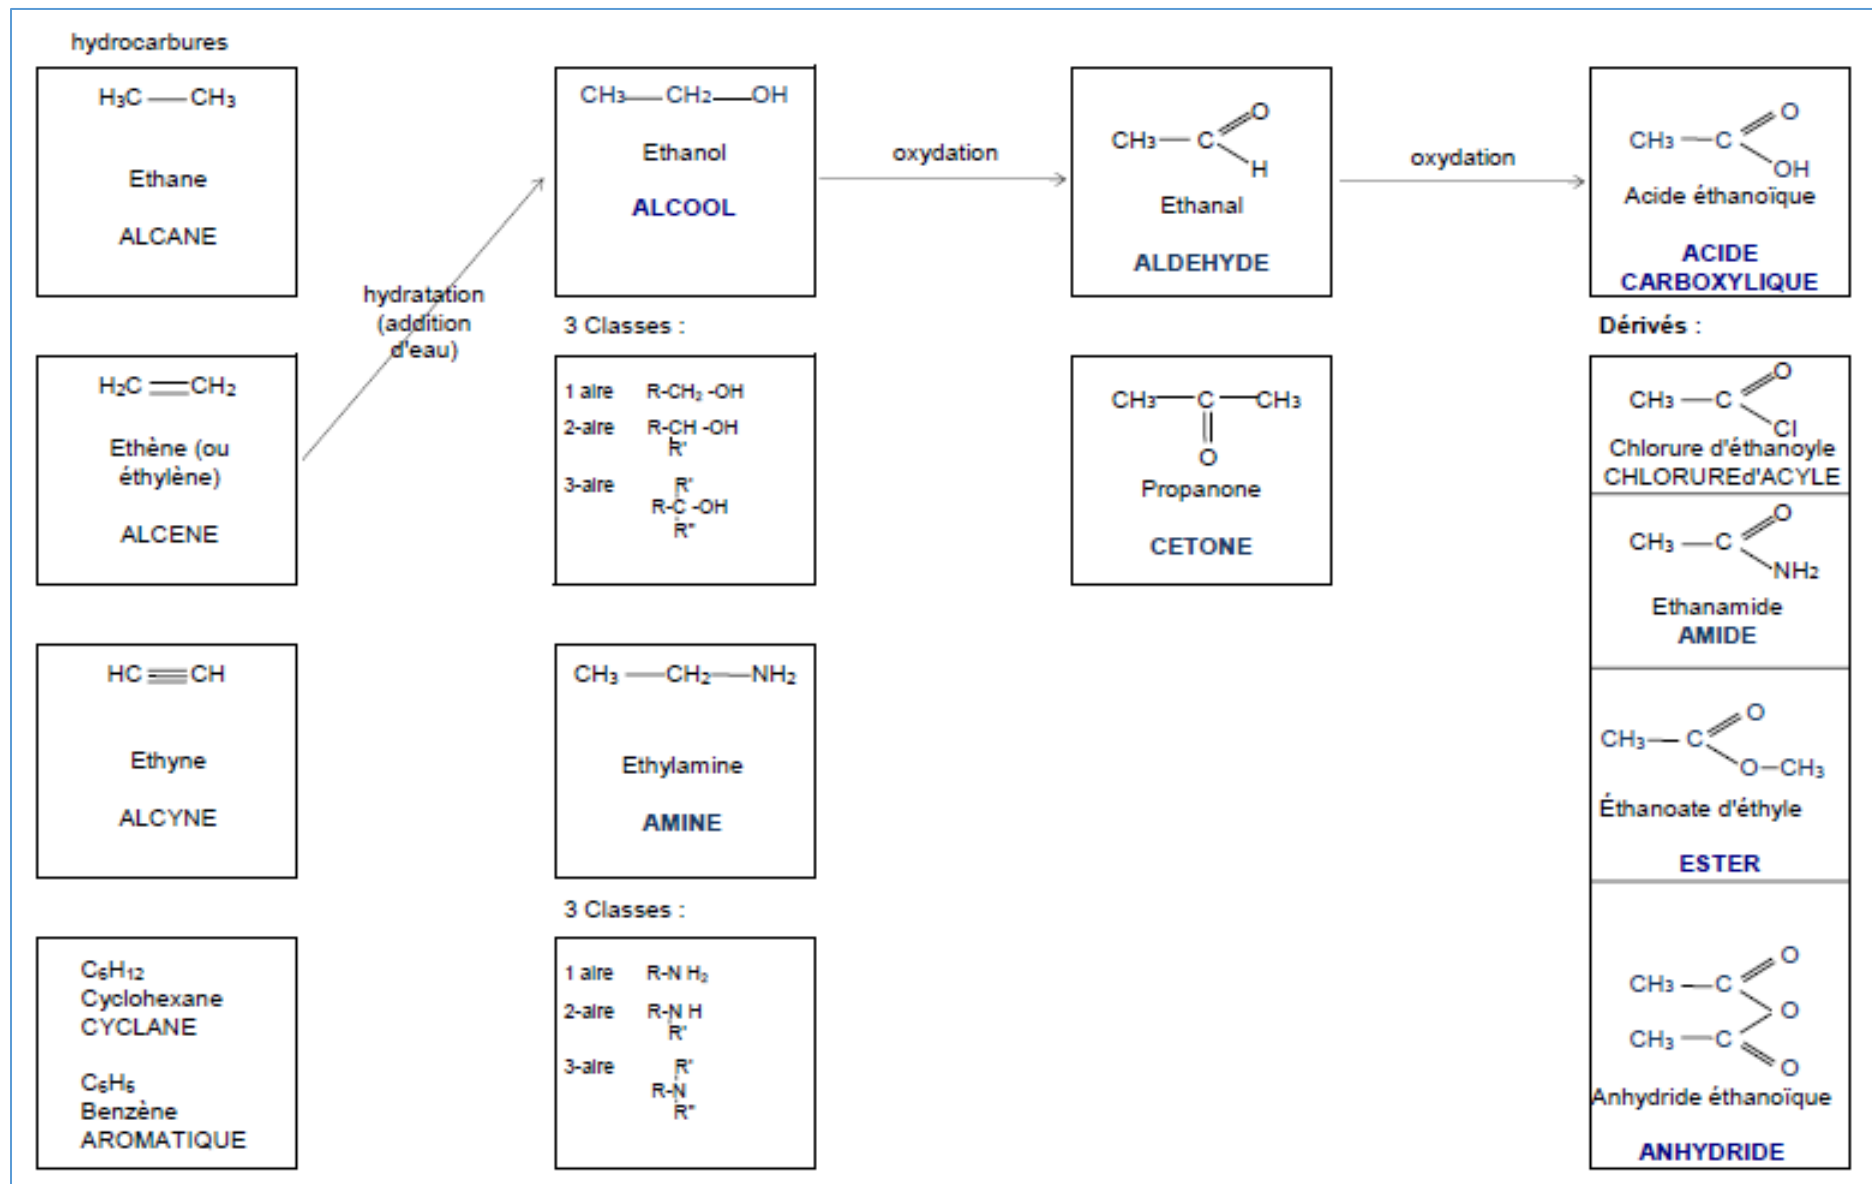 hydrocarbures
H₃C — CH₃
Ethane
ALCANE
H₂C ═ CH₂
Ethène (ou
éthylène)
ALCENE
HC ≡ CH
Ethyne
ALCYNE
C₆H₁₂
Cyclohexane
CYCLANE
C₆H₆
Benzène
AROMATIQUE
hydratation
(addition
d'eau)
CH₃—CH₂—OH
Ethanol
ALCOOL
3 Classes :
1 aire R-CH₂ -OH
2-aire R-CH -OH
R'
3-aire R'
R-C -OH
R"
CH₃ —CH₂—NH₂
Ethylamine
AMINE
3 Classes :
1 aire R-N H₂
2-aire R-N H
R'
3-aire R'
R-N
R"
oxydation
O
CH₃—C
H
Ethanal
ALDEHYDE
CH₃—C—CH₃
O
Propanone
CETONE
oxydation
O
CH₃ —C
OH
Acide éthanoïque
ACIDE
CARBOXYLIQUE
Dérivés :
O
CH₃ —C
Cl
Chlorure d'éthanoyle
CHLORUREd'ACYLE
O
CH₃ —C
NH₂
Ethanamide
AMIDE
O
CH₃— C
O—CH₃
Éthanoate d'éthyle
ESTER
O
CH₃ —C
O
CH₃ —C
O
Anhydride éthanoïque
ANHYDRIDE